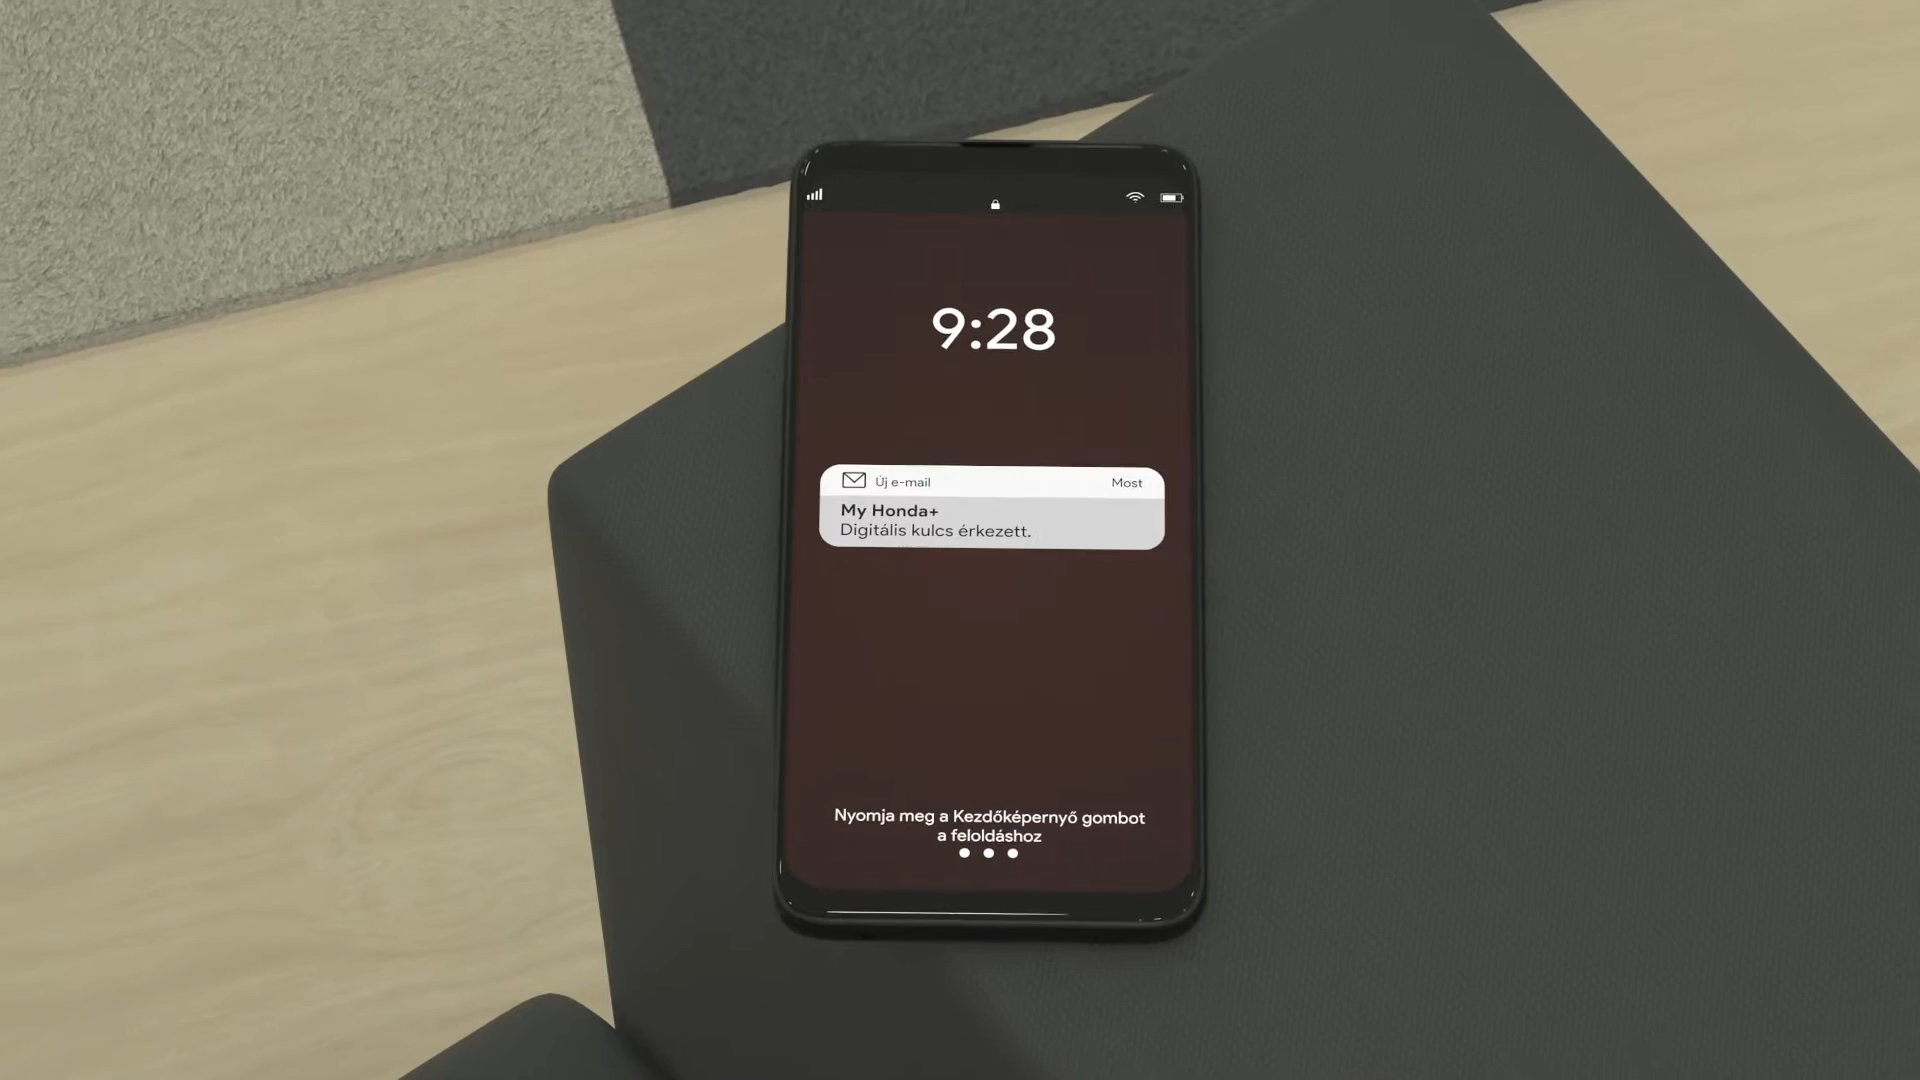 9:28
Új e-mail Most
My Honda+
Digitális kulcs érkezett.
Nyomja meg a Kezdőképernyő gombot
a feloldáshoz